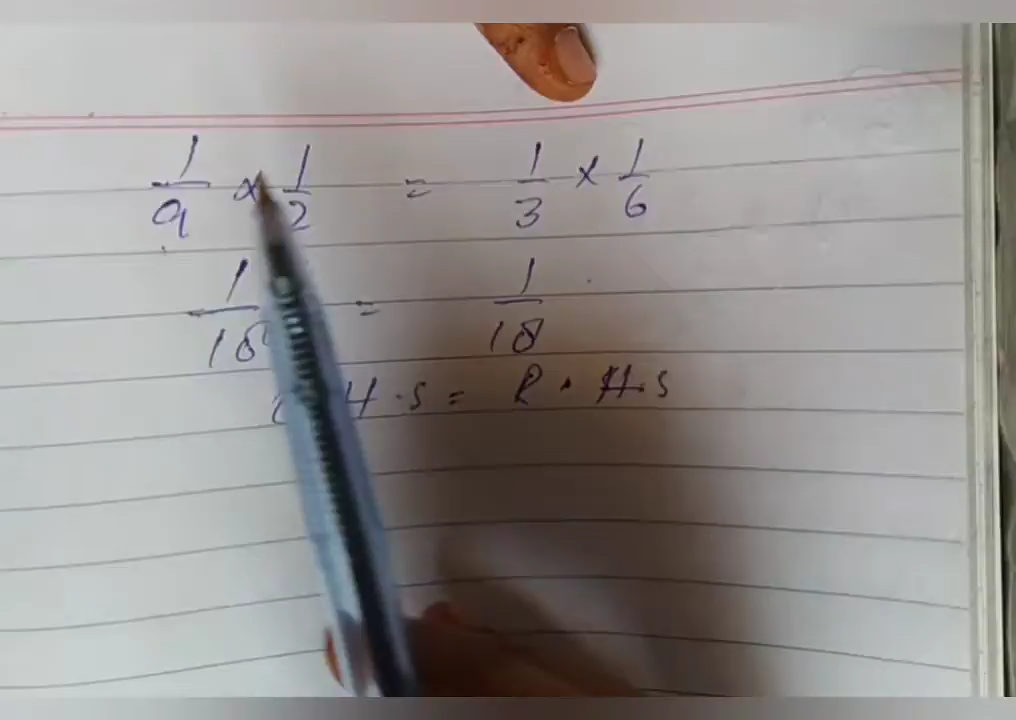 1/9 × 1/2 = 1/3 × 1/6
1/18 = 1/18
H.S = R.H.S